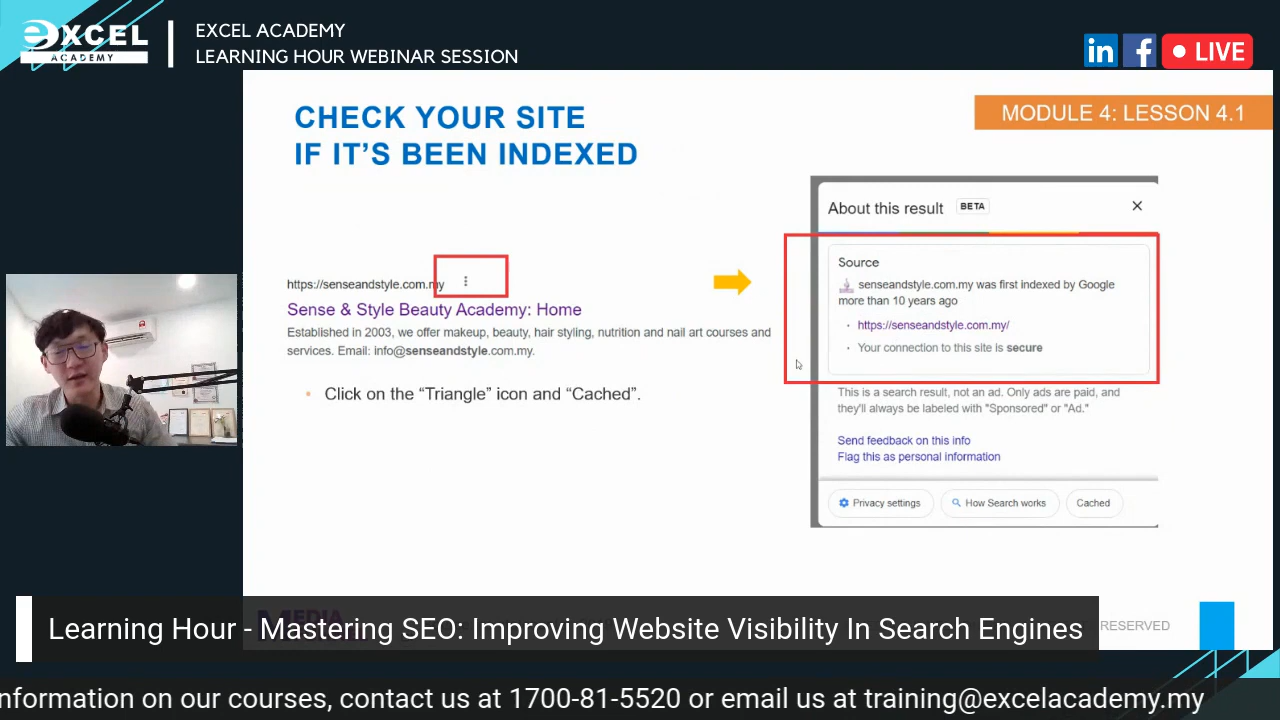 EXCEL
ACADEMY
EXCEL ACADEMY
LEARNING HOUR WEBINAR SESSION
in f LIVE
CHECK YOUR SITE
IF IT'S BEEN INDEXED
MODULE 4: LESSON 4.1
https://senseandstyle.com.my
Sense & Style Beauty Academy: Home
Established in 2003, we offer makeup, beauty, hair styling, nutrition and nail art courses and
services. Email: info@senseandstyle.com.my.
• Click on the “Triangle” icon and “Cached”.
About this result BETA
Source
senseandstyle.com.my was first indexed by Google
more than 10 years ago
• https://senseandstyle.com.my/
• Your connection to this site is secure
This is a search result, not an ad. Only ads are paid, and
they'll always be labeled with "Sponsored" or "Ad."
Send feedback on this info
Flag this as personal information
Privacy settings
How Search works
Cached
RESERVED
Learning Hour - Mastering SEO: Improving Website Visibility In Search Engines
nformation on our courses, contact us at 1700-81-5520 or email us at training@excelacademy.my